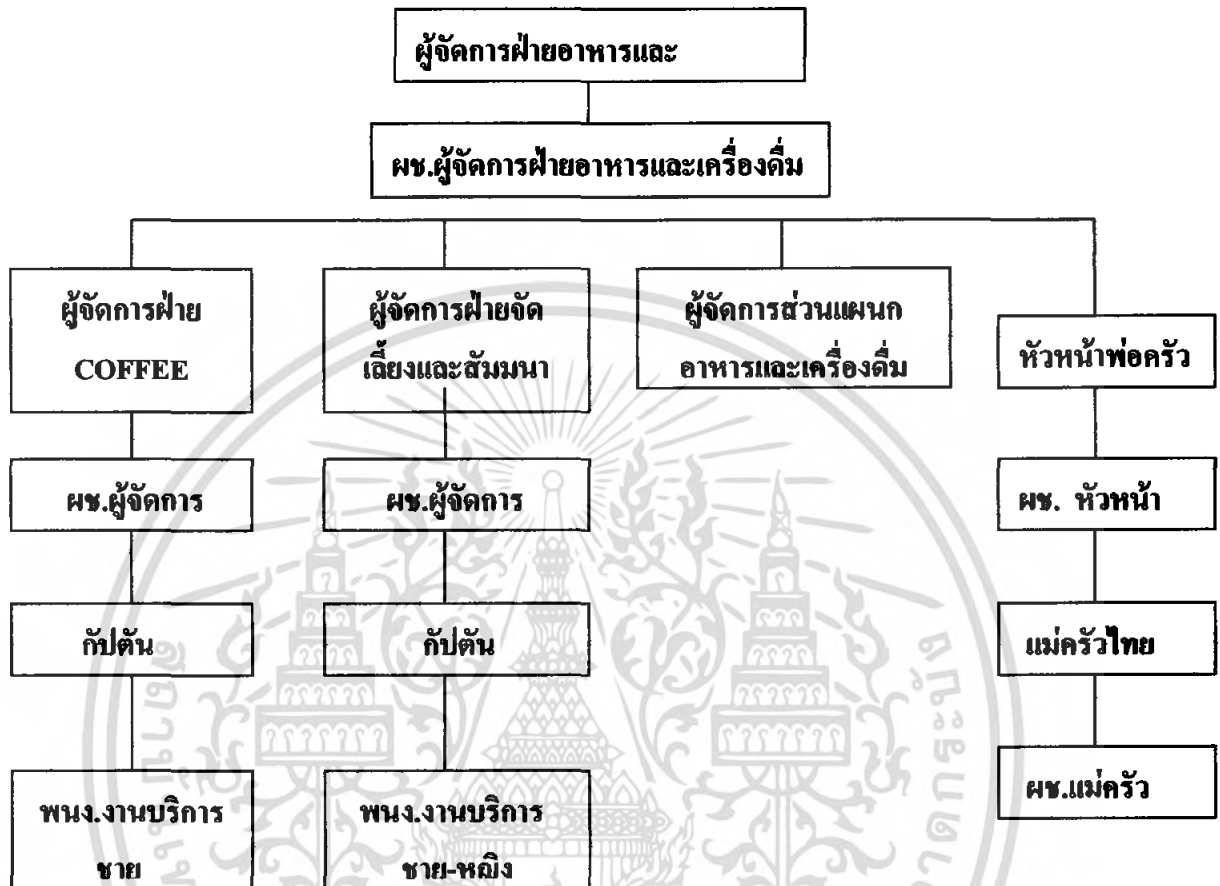 ผู้จัดการฝ่ายอาหารและ
ผช.ผู้จัดการฝ่ายอาหารและเครื่องดื่ม
ผู้จัดการฝ่าย
COFFEE
ผู้จัดการฝ่ายจัด
เลี้ยงและสัมมนา
ผู้จัดการส่วนแผนก
อาหารและเครื่องดื่ม
หัวหน้าพ่อครัว
ผช.ผู้จัดการ
ผช.ผู้จัดการ
ผช. หัวหน้า
กัปตัน
กัปตัน
แม่ครัวไทย
พนง.งานบริการ
ชาย
พนง.งานบริการ
ชาย-หญิง
ผช.แม่ครัว